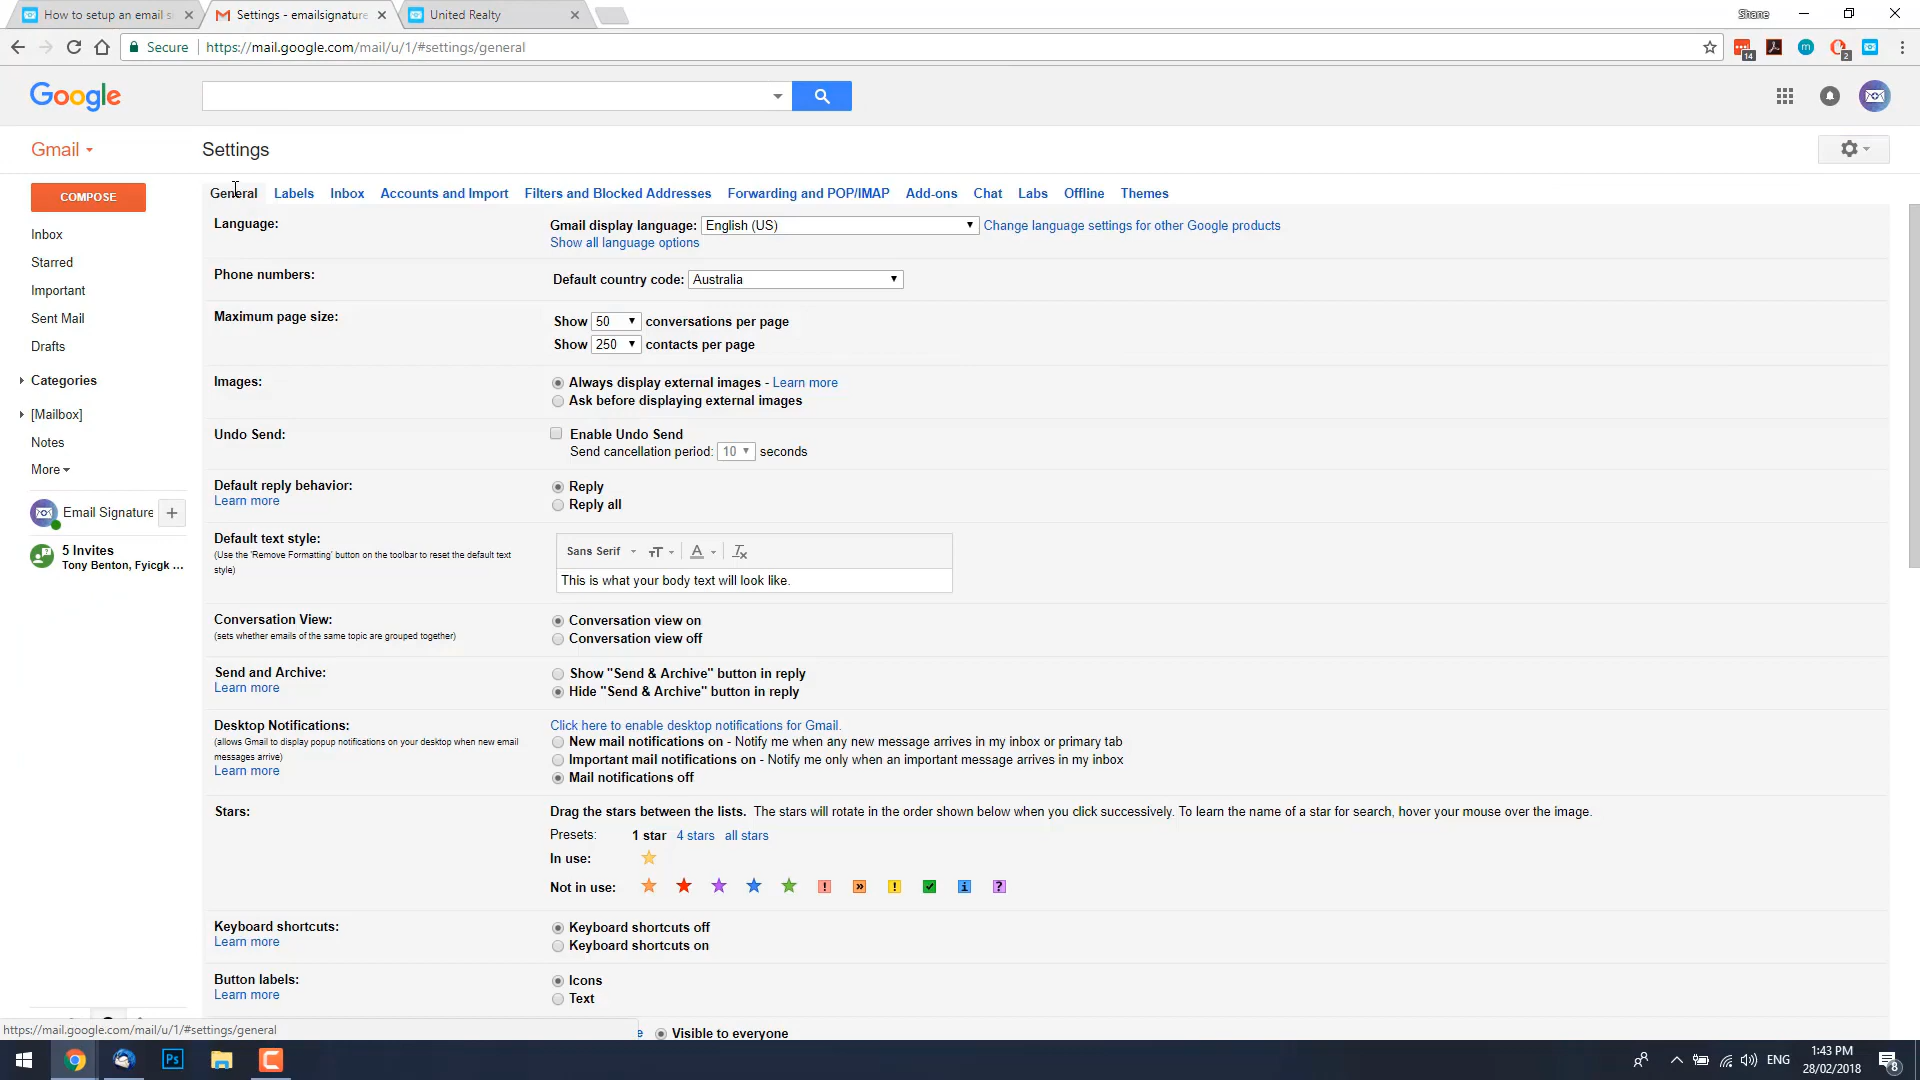 How to setup an email s
Settings - emailsignature
United Realty
Shane
Secure
https://mail.google.com/mail/u/1/#settings/general
14
m
2
Google
Gmail
Settings
COMPOSE
General
Labels
Inbox
Accounts and Import
Filters and Blocked Addresses
Forwarding and POP/IMAP
Add-ons
Chat
Labs
Offline
Themes
Inbox
Starred
Important
Sent Mail
Drafts
Categories
[Mailbox]
Notes
More
Email Signature
+
5 Invites
Tony Benton, Fyicgk ...
Language:
Gmail display language: English (US) Change language settings for other Google products
Show all language options
Phone numbers:
Default country code: Australia
Maximum page size:
Show 50 conversations per page
Show 250 contacts per page
Images:
Always display external images - Learn more
Ask before displaying external images
Undo Send:
Enable Undo Send
Send cancellation period: 10 seconds
Default reply behavior:
Learn more
Reply
Reply all
Default text style:
(Use the 'Remove Formatting' button on the toolbar to reset the default text
style)
Sans Serif
This is what your body text will look like.
Conversation View:
(sets whether emails of the same topic are grouped together)
Conversation view on
Conversation view off
Send and Archive:
Learn more
Show "Send & Archive" button in reply
Hide "Send & Archive" button in reply
Desktop Notifications:
(allows Gmail to display popup notifications on your desktop when new email
messages arrive)
Learn more
Click here to enable desktop notifications for Gmail.
New mail notifications on - Notify me when any new message arrives in my inbox or primary tab
Important mail notifications on - Notify me only when an important message arrives in my inbox
Mail notifications off
Stars:
Drag the stars between the lists. The stars will rotate in the order shown below when you click successively. To learn the name of a star for search, hover your mouse over the image.
Presets: 1 star 4 stars all stars
In use:
Not in use:
Keyboard shortcuts:
Learn more
Keyboard shortcuts off
Keyboard shortcuts on
Button labels:
Learn more
Icons
Text
https://mail.google.com/mail/u/1/#settings/general
Visible to everyone
Ps
ENG
1:43 PM
28/02/2018
8